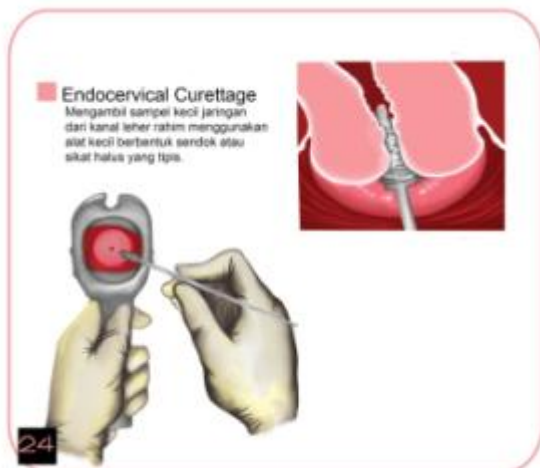 Endocervical Curettage
Mengambil sampel kecil jaringan
dari kanal leher rahim menggunakan
alat kecil berbentuk sendok atau
sikat halus yang tipis.
24